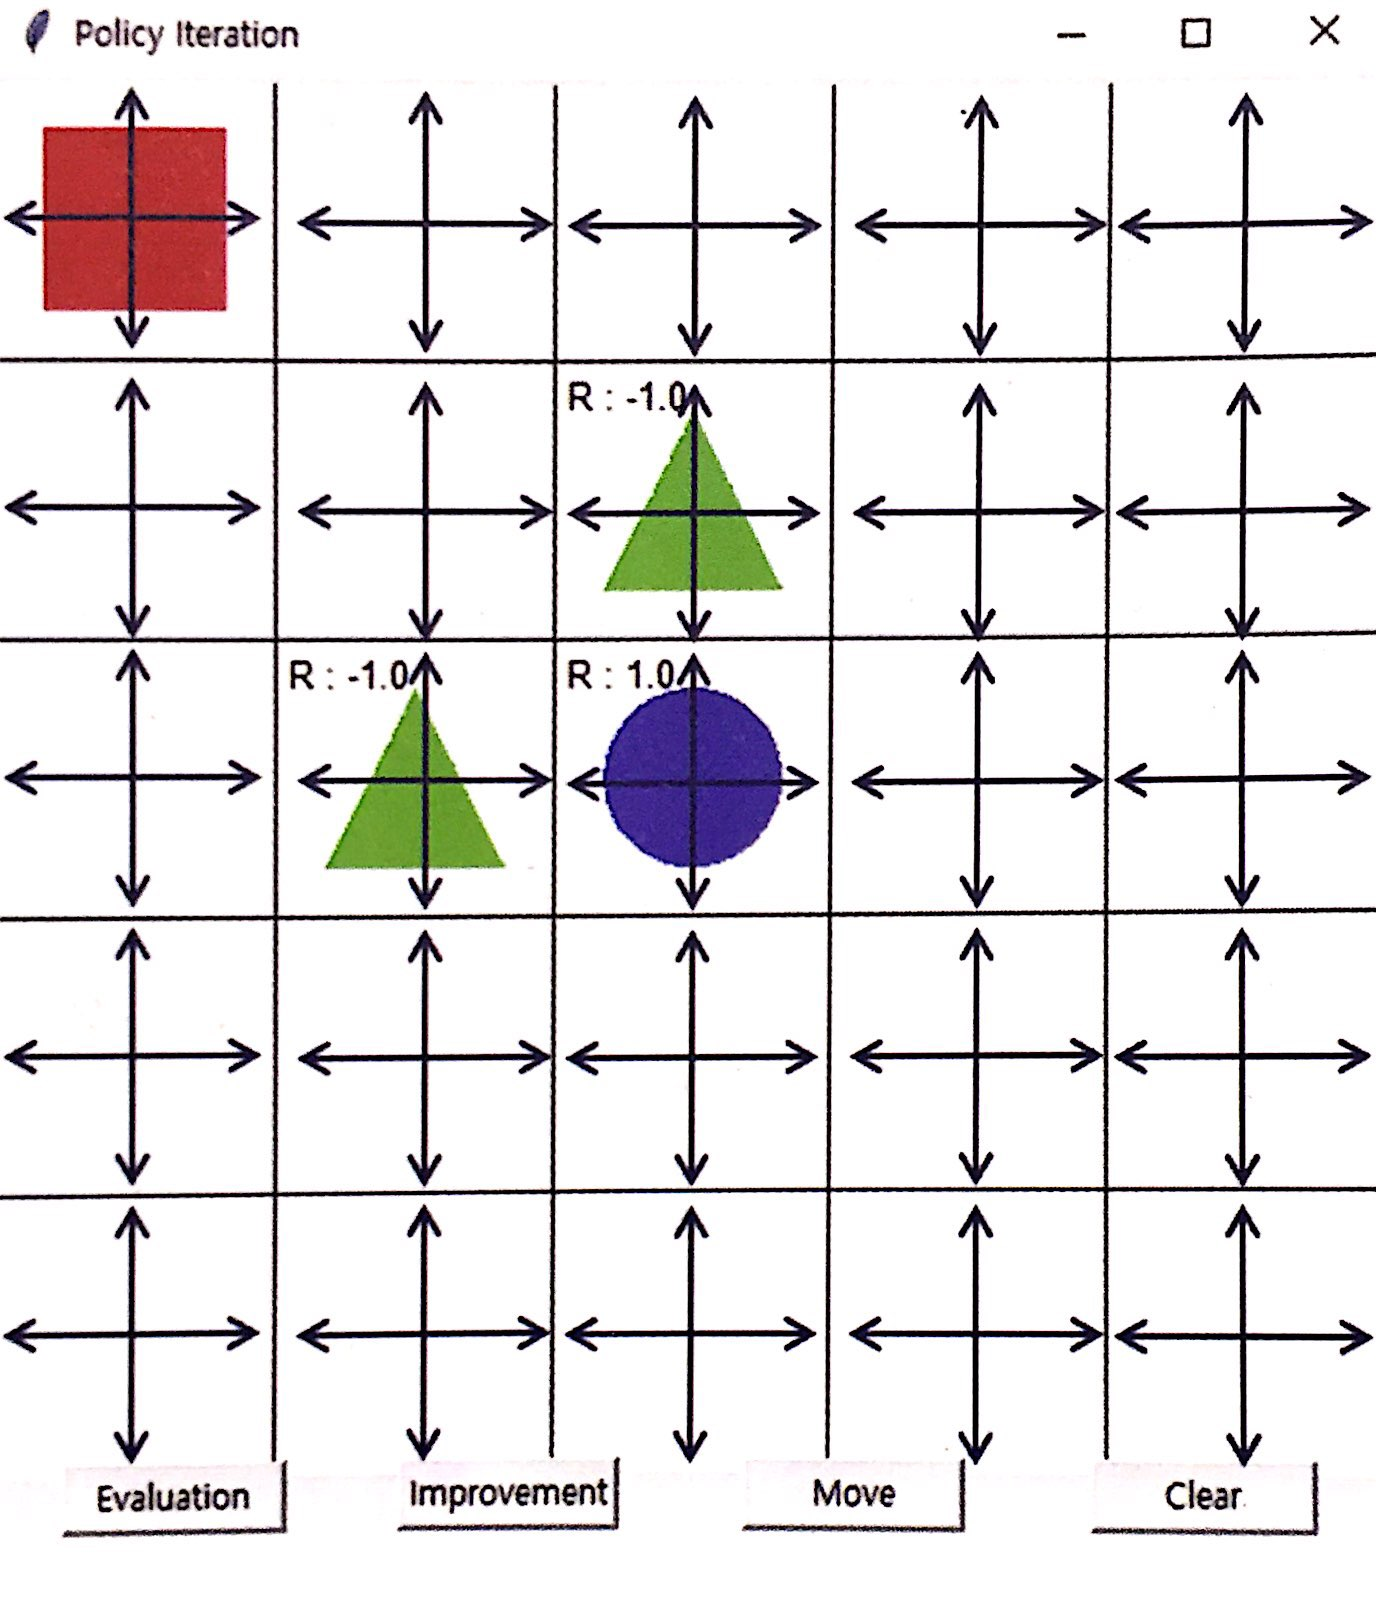 Policy Iteration
R : -1.0
R : -1.0
R : 1.0
Evaluation
Improvement
Move
Clear